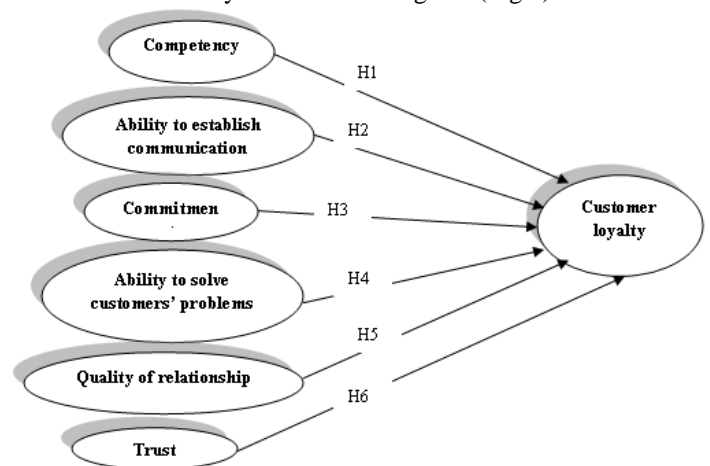 Competency
H1
Ability to establish
communication
H2
Commitmen
H3
Customer
loyalty
Ability to solve
customers' problems
H4
Quality of relationship
H5
Trust
H6